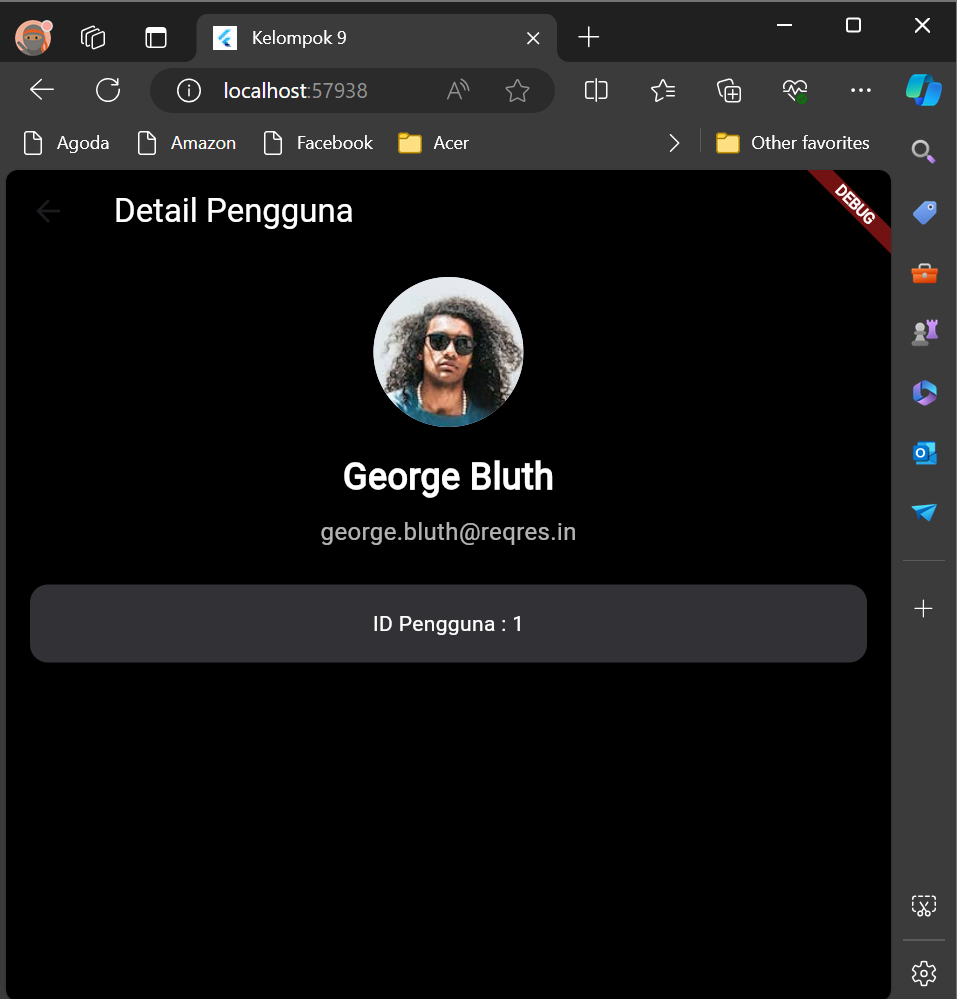 Kelompok 9
localhost:57938
Agoda Amazon Facebook Acer Other favorites
Detail Pengguna
DEBUG
George Bluth
george.bluth@reqres.in
ID Pengguna : 1